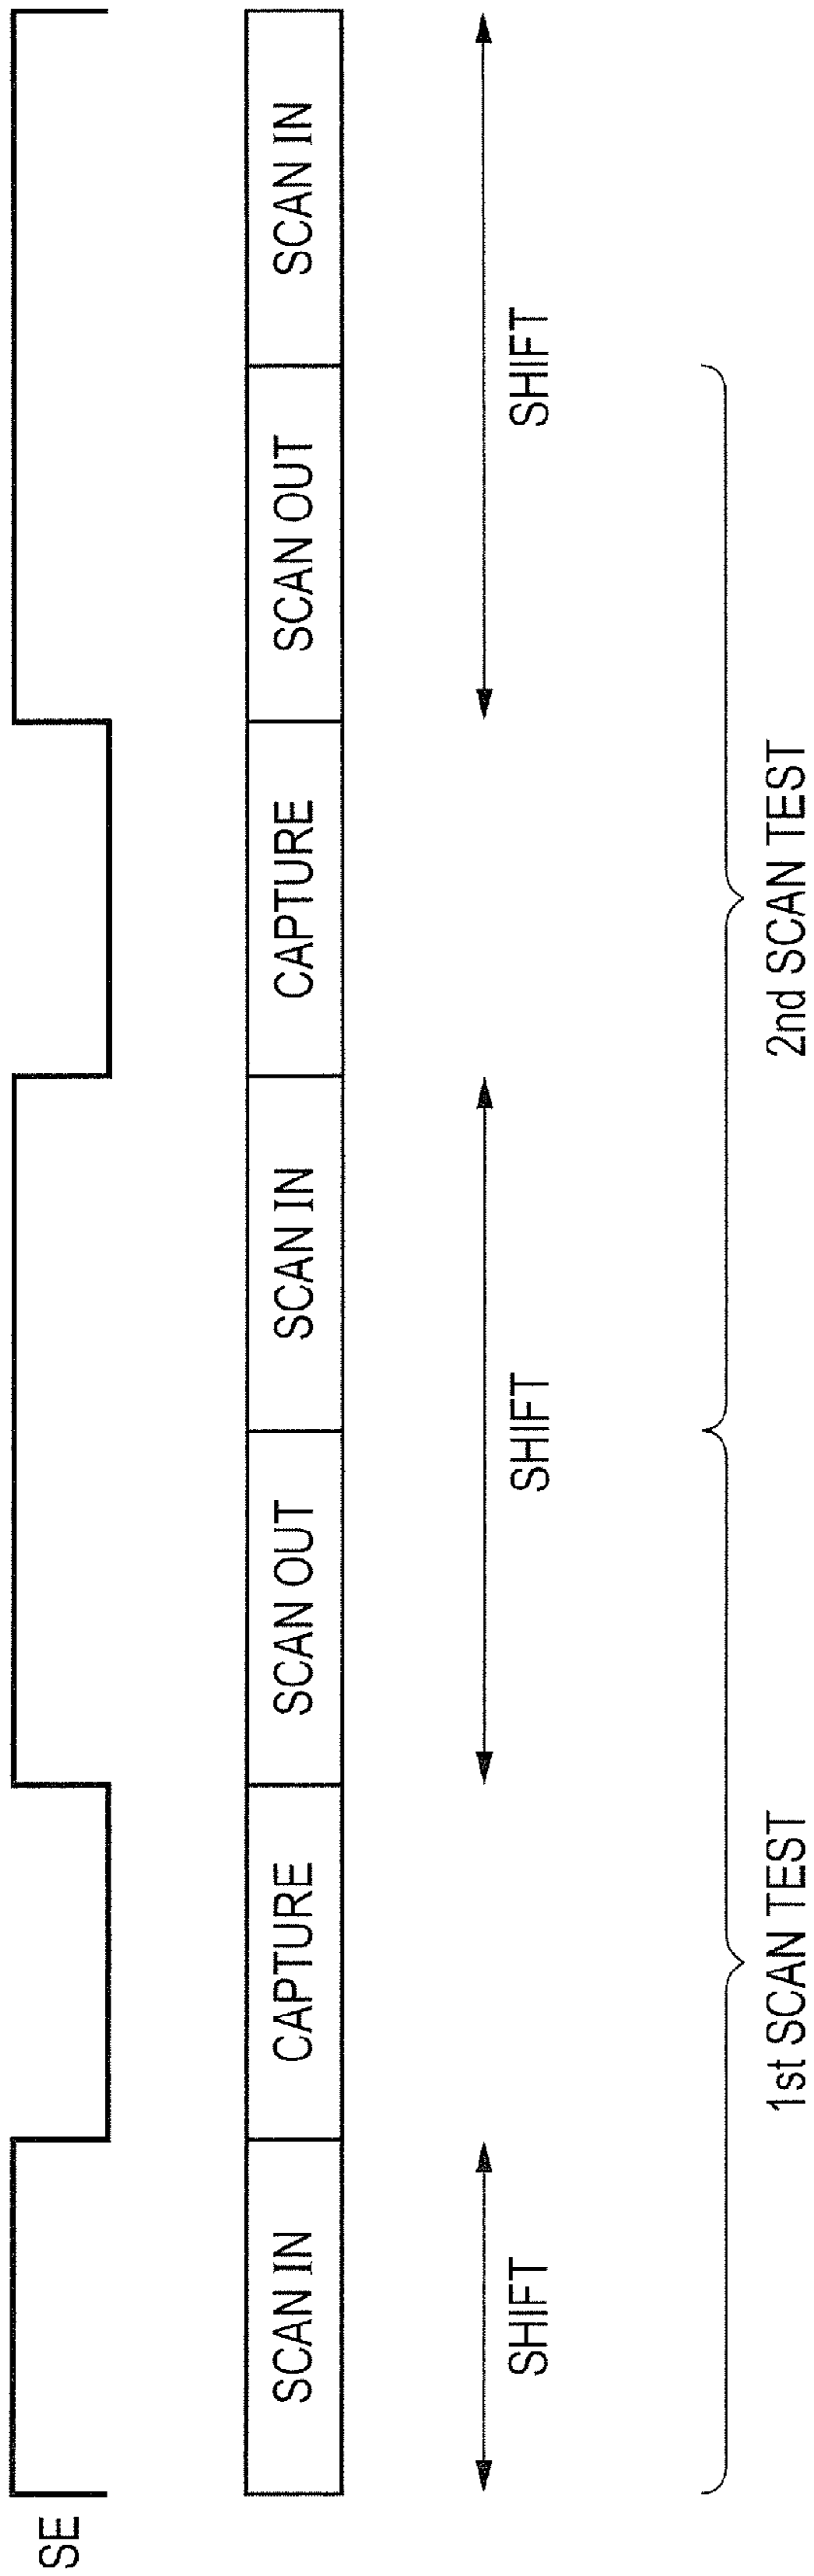 SE
SCAN IN
CAPTURE
SCAN OUT
SCAN IN
CAPTURE
SCAN OUT
SCAN IN
SHIFT
SHIFT
SHIFT
1st SCAN TEST
2nd SCAN TEST